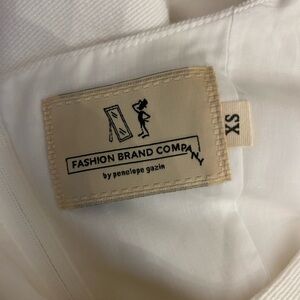 FASHION BRAND COMPANY
by penelope gazin
XS